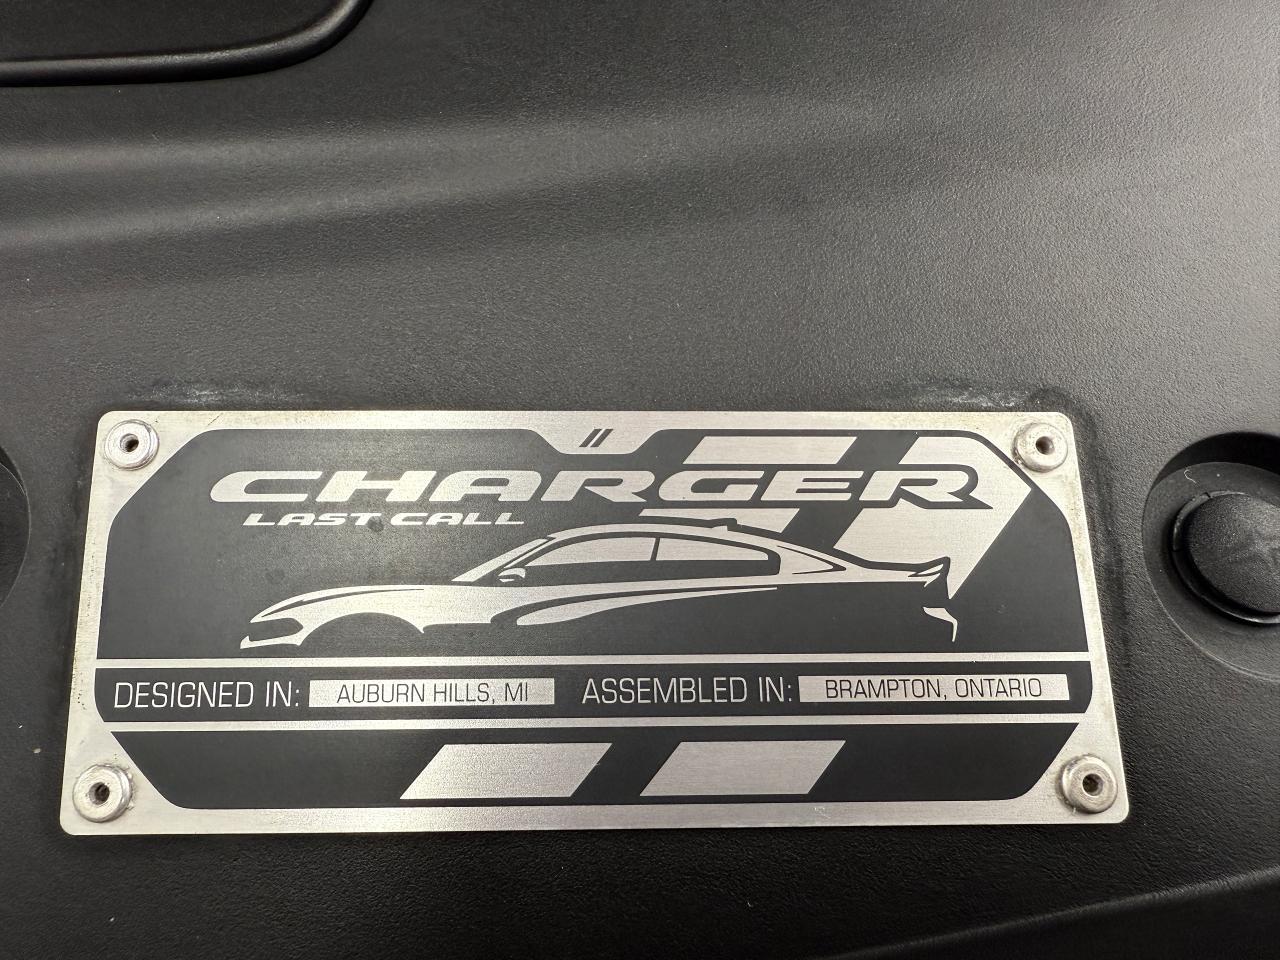 CHARGER
LAST CALL
DESIGNED IN: AUBURN HILLS, MI ASSEMBLED IN: BRAMPTON, ONTARIO